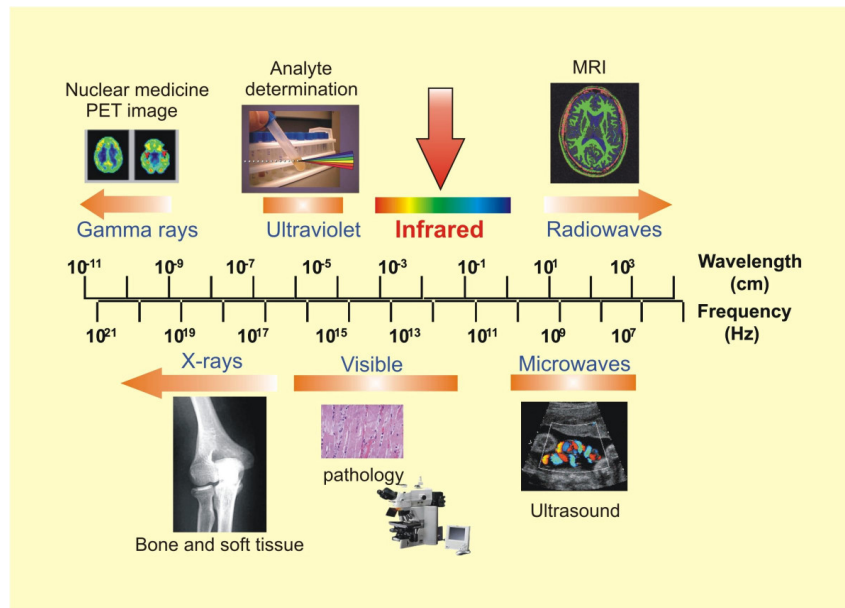 Nuclear medicine
PET image
Analyte
determination
MRI
Gamma rays
Ultraviolet
Infrared
Radiowaves
10⁻¹¹ 10⁻⁹ 10⁻⁷ 10⁻⁵ 10⁻³ 10⁻¹ 10¹ 10³
Wavelength
(cm)
10²¹ 10¹⁹ 10¹⁷ 10¹⁵ 10¹³ 10¹¹ 10⁹ 10⁷
Frequency
(Hz)
X-rays
Visible
Microwaves
pathology
Ultrasound
Bone and soft tissue